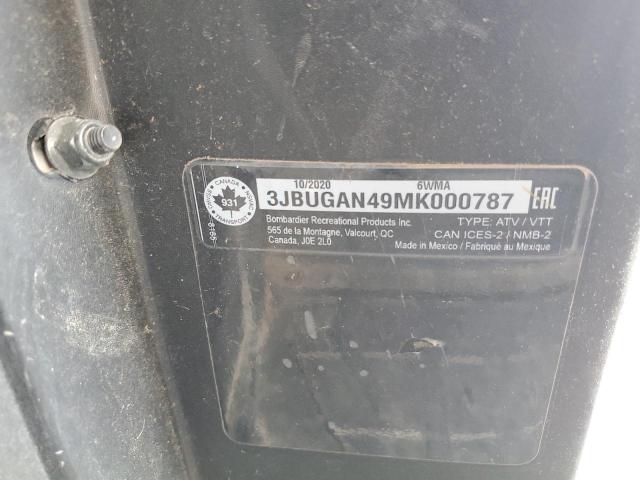 10/2020 6WMA
3JBUGAN49MK000787 EAC
CANADA
931
TRANSPORT
Bombardier Recreational Products Inc. TYPE: ATV / VTT
565 de la Montagne, Valcourt, QC CAN ICES-2 / NMB-2
Canada, J0E 2L0 Made in Mexico / Fabriqué au Mexique